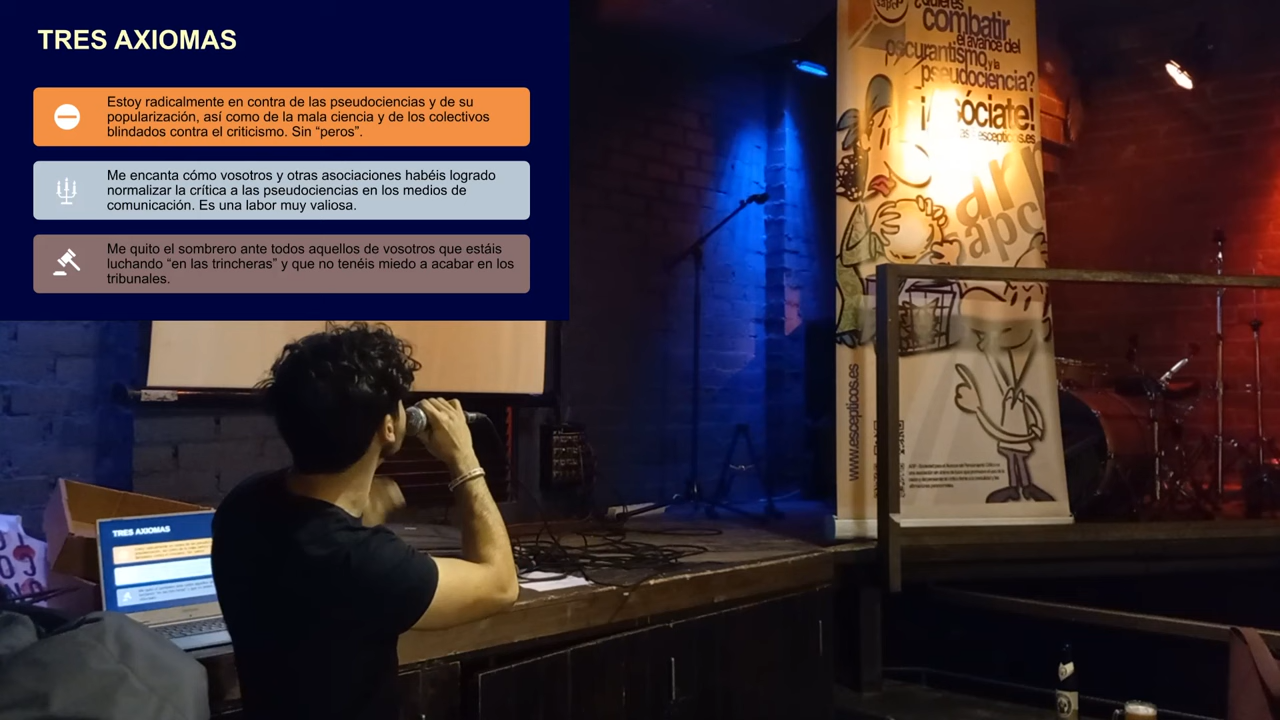 TRES AXIOMAS
Estoy radicalmente en contra de las pseudociencias y de su
popularización, así como de la mala ciencia y de los colectivos
blindados contra el criticismo. Sin “peros”.
Me encanta cómo vosotros y otras asociaciones habéis logrado
normalizar la crítica a las pseudociencias en los medios de
comunicación. Es una labor muy valiosa.
Me quito el sombrero ante todos aquellos de vosotros que estáis
luchando “en las trincheras” y que no tenéis miedo a acabar en los
tribunales.
¿quieres
combatir
el avance del
oscurantismo y la
pseudociencia?
¡Asóciate!
escepticos.es
arp
sapc
www.escepticos.es
TRES AXIOMAS